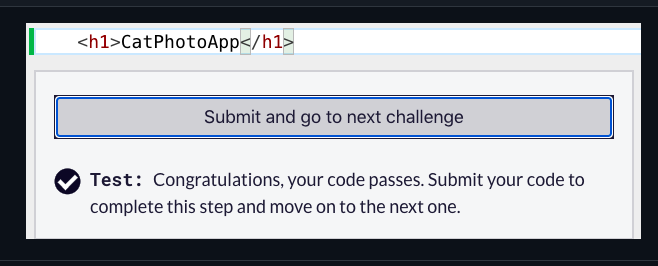 <h1>CatPhotoApp</h1>
Submit and go to next challenge
Test: Congratulations, your code passes. Submit your code to
complete this step and move on to the next one.